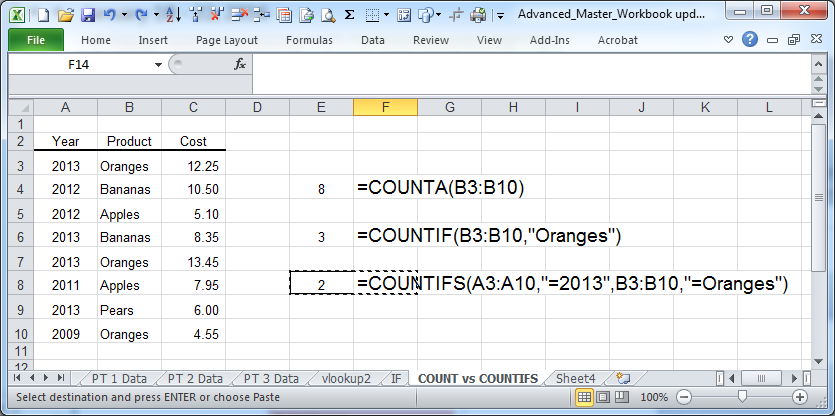 Advanced_Master_Workbook upd...
File Home Insert Page Layout Formulas Data Review View Add-Ins Acrobat
F14 fx
A B C D E F G H I J K L
1
2 Year Product Cost
3 2013 Oranges 12.25
4 2012 Bananas 10.50 8 =COUNTA(B3:B10)
5 2012 Apples 5.10
6 2013 Bananas 8.35 3 =COUNTIF(B3:B10,"Oranges")
7 2013 Oranges 13.45
8 2011 Apples 7.95 2 =COUNTIFS(A3:A10,"=2013",B3:B10,"=Oranges")
9 2013 Pears 6.00
10 2009 Oranges 4.55
11
12
PT 1 Data PT 2 Data PT 3 Data vlookup2 IF COUNT vs COUNTIFS Sheet4
Select destination and press ENTER or choose Paste 100%